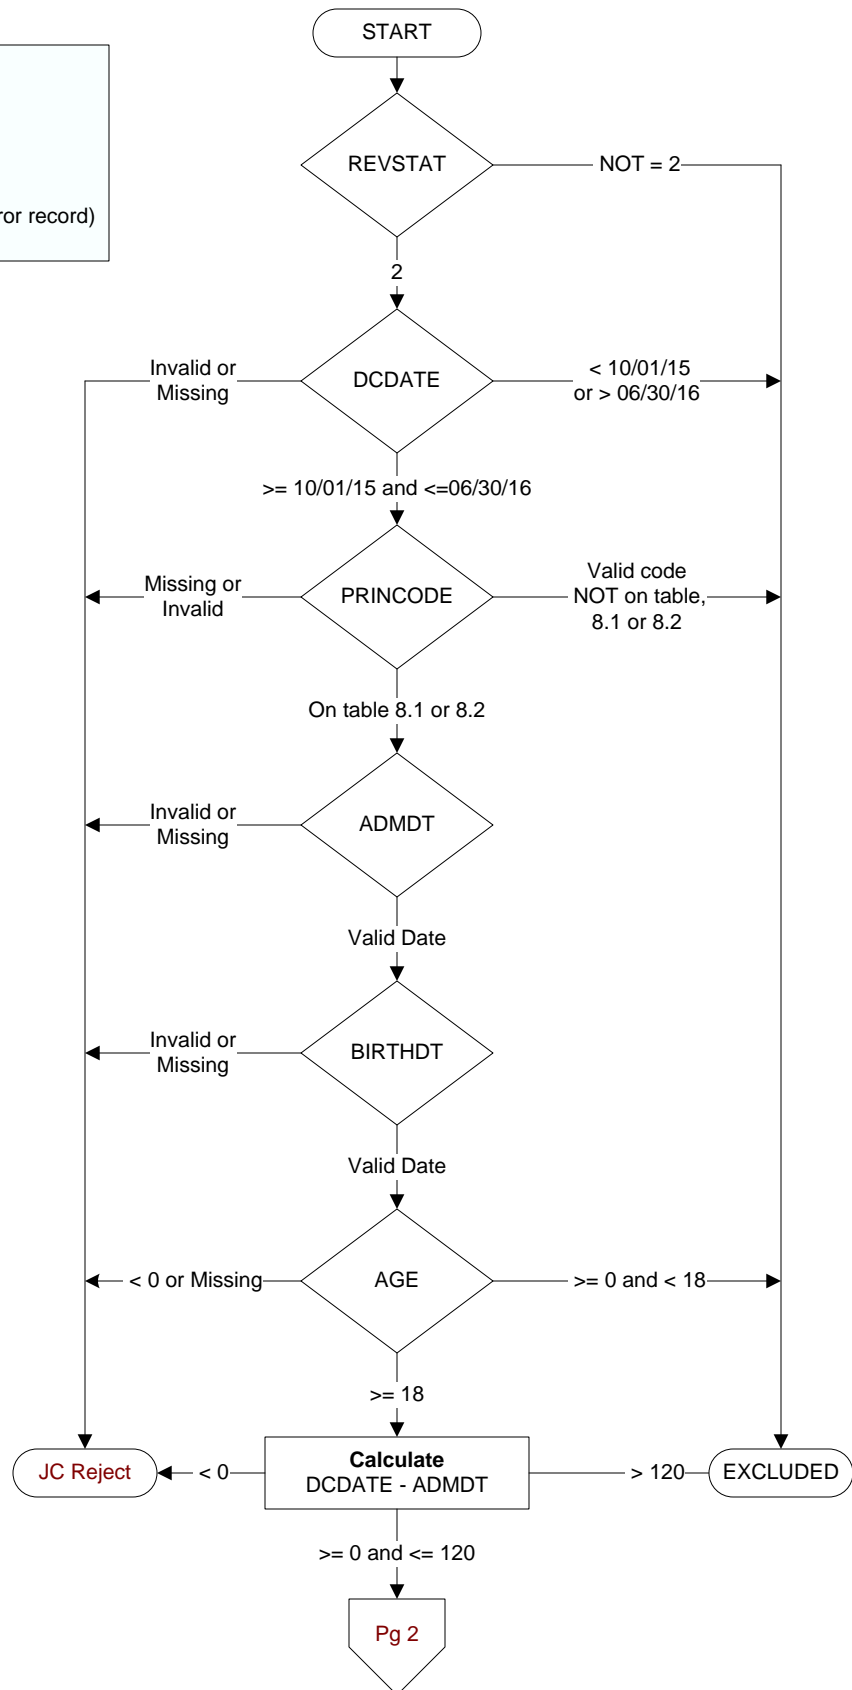 START
ror record)
REVSTAT
NOT = 2
2
Invalid or
Missing
DCDATE
< 10/01/15
or > 06/30/16
>= 10/01/15 and <=06/30/16
Missing or
Invalid
PRINCODE
Valid code
NOT on table,
8.1 or 8.2
On table 8.1 or 8.2
Invalid or
Missing
ADMDT
Valid Date
Invalid or
Missing
BIRTHDT
Valid Date
< 0 or Missing
AGE
>= 0 and < 18
>= 18
JC Reject
< 0
Calculate
DCDATE - ADMDT
> 120
EXCLUDED
>= 0 and <= 120
Pg 2